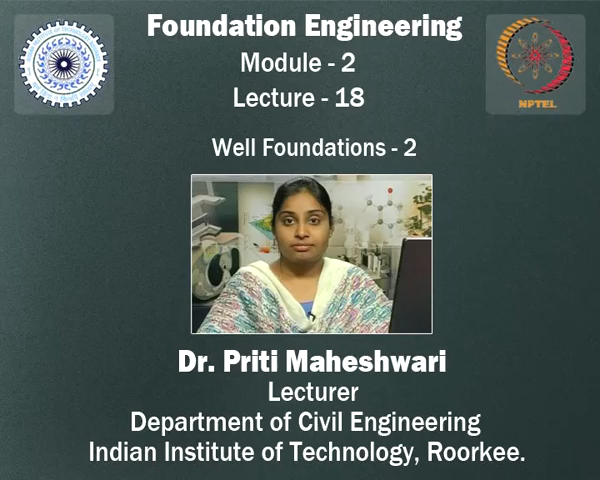 Foundation Engineering
Module - 2
Lecture - 18
NPTEL
Well Foundations - 2
Dr. Priti Maheshwari
Lecturer
Department of Civil Engineering
Indian Institute of Technology, Roorkee.